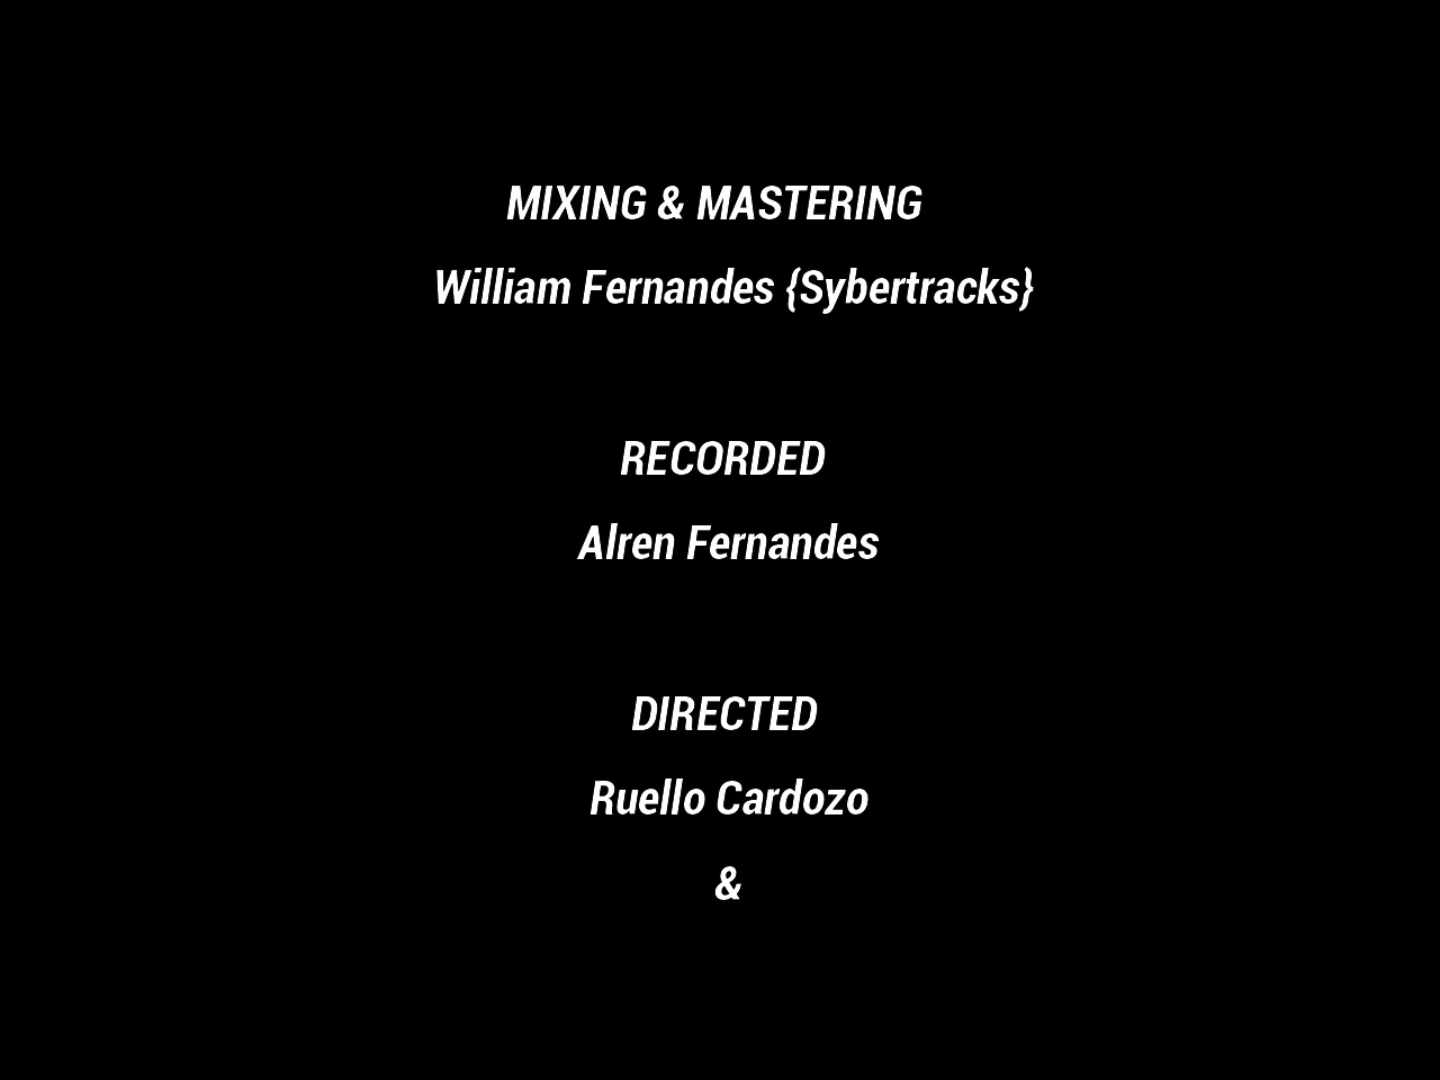 MIXING & MASTERING
William Fernandes {Sybertracks}
RECORDED
Alren Fernandes
DIRECTED
Ruello Cardozo
&